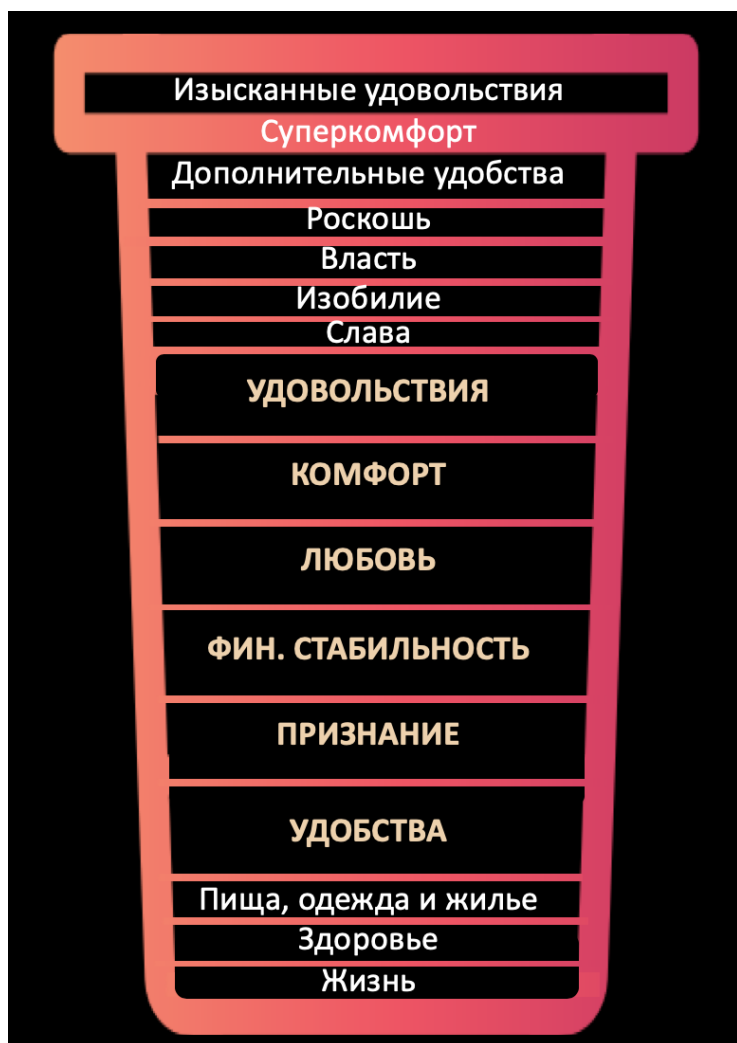 Изысканные удовольствия
Суперкомфорт
Дополнительные удобства
Роскошь
Власть
Изобилие
Слава
УДОВОЛЬСТВИЯ
КОМФОРТ
ЛЮБОВЬ
ФИН. СТАБИЛЬНОСТЬ
ПРИЗНАНИЕ
УДОБСТВА
Пища, одежда и жилье
Здоровье
Жизнь